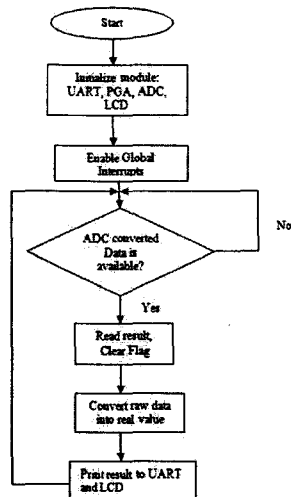 Start
Initialize module:
UART, PGA, ADC,
LCD
Enable Global
Interrupts
ADC converted
Data is
available?
No
Yes
Read result,
Clear Flag
Convert raw data
into real value
Print result to UART
and LCD